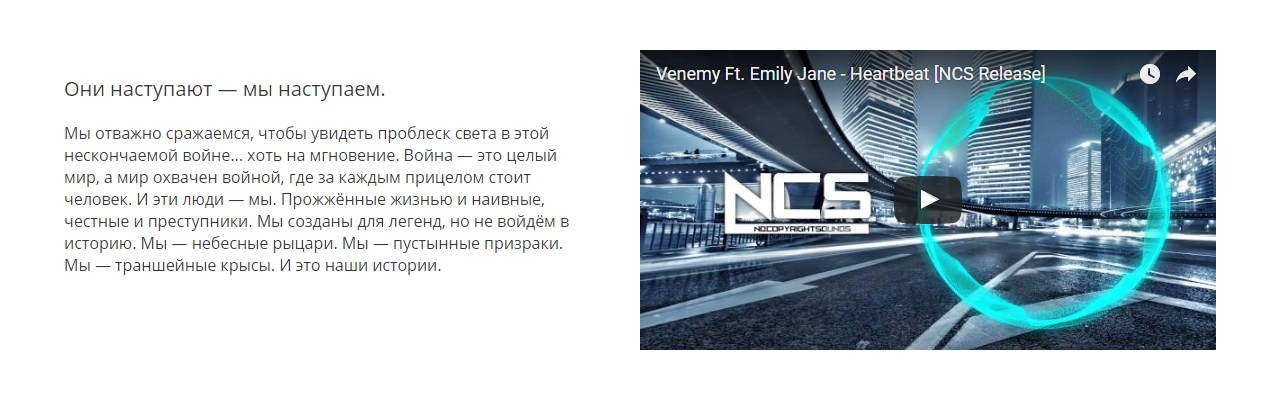 Они наступают — мы наступаем.
Мы отважно сражаемся, чтобы увидеть проблеск света в этой
нескончаемой войне... хоть на мгновение. Война — это целый
мир, а мир охвачен войной, где за каждым прицелом стоит
человек. И эти люди — мы. Прожжённые жизнью и наивные,
честные и преступники. Мы созданы для легенд, но не войдём в
историю. Мы — небесные рыцари. Мы — пустынные призраки.
Мы — траншейные крысы. И это наши истории.
Venemy Ft. Emily Jane - Heartbeat [NCS Release]
NCS
NOCOPYRIGHTSOUNDS